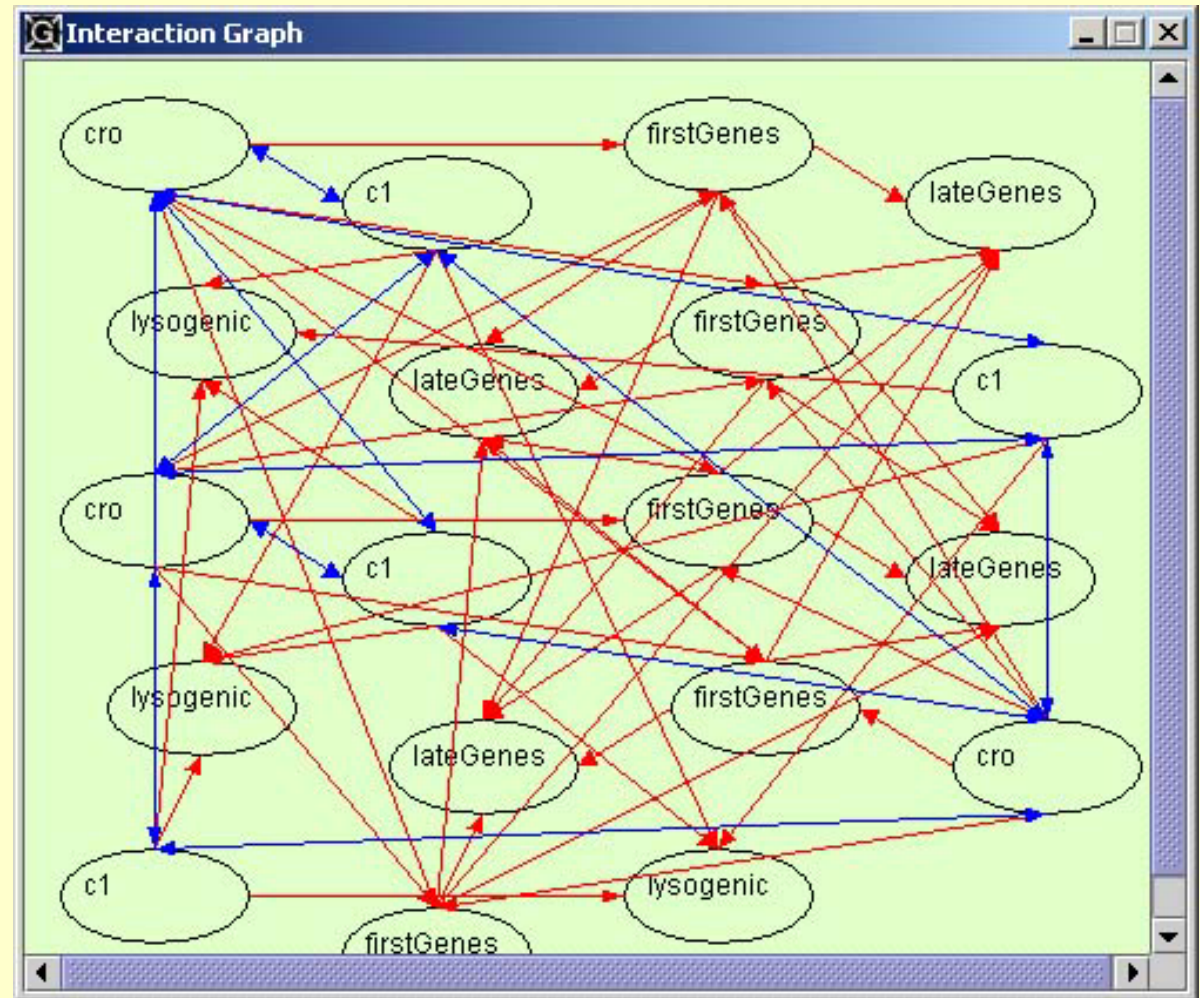 Interaction Graph
cro
firstGenes
c1
lateGenes
lysogenic
firstGenes
lateGenes
c1
cro
firstGenes
c1
lateGenes
lysogenic
firstGenes
lateGenes
cro
c1
lysogenic
firstGenes